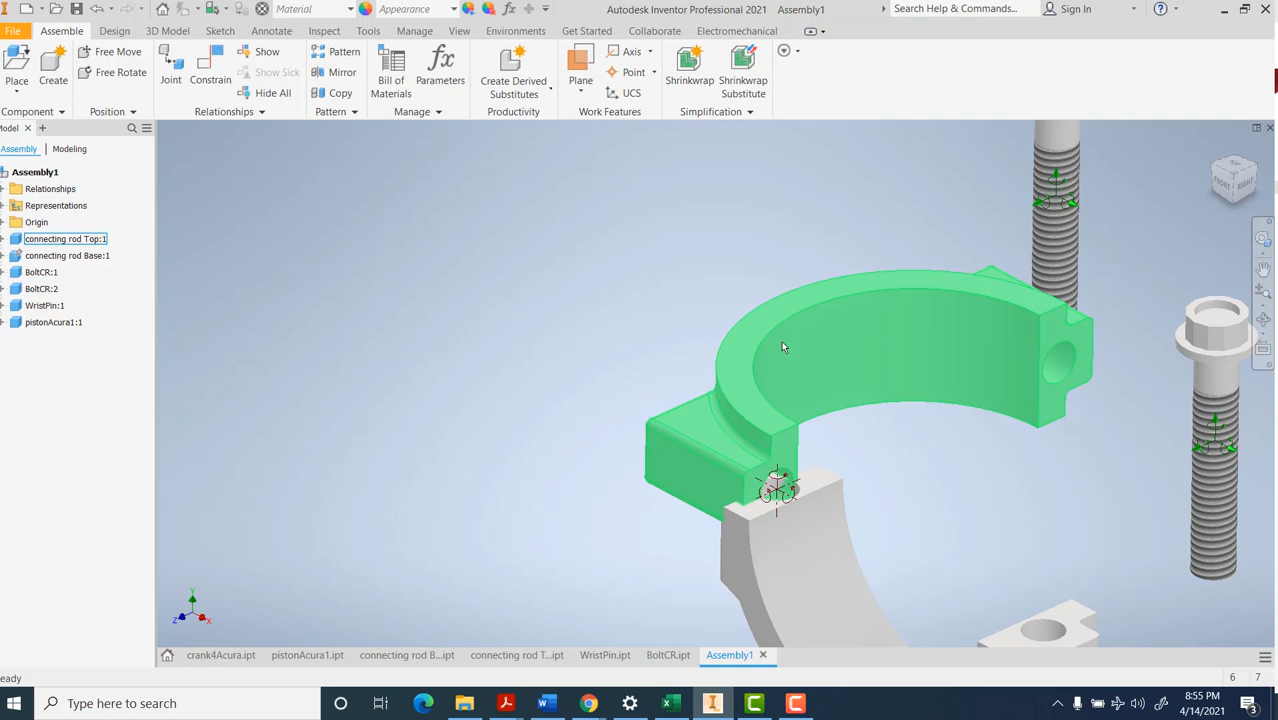 Material
Appearance
Autodesk Inventor Professional 2021 Assembly1
Search Help & Commands...
Sign In
File
Assemble
Design
3D Model
Sketch
Annotate
Inspect
Tools
Manage
View
Environments
Get Started
Collaborate
Electromechanical
Place
Create
Free Move
Free Rotate
Joint
Constrain
Show
Show Sick
Hide All
Pattern
Mirror
Copy
Bill of Materials
Parameters
Create Derived Substitutes
Plane
Axis
Point
UCS
Shrinkwrap
Shrinkwrap Substitute
Component
Position
Relationships
Pattern
Manage
Productivity
Work Features
Simplification
Model
Assembly
Modeling
Assembly1
Relationships
Representations
Origin
connecting rod Top:1
connecting rod Base:1
BoltCR:1
BoltCR:2
WristPin:1
pistonAcura1:1
FRONT
RIGHT
Y
Z
X
crank4Acura.ipt
pistonAcura1.ipt
connecting rod B...ipt
connecting rod T...ipt
WristPin.ipt
BoltCR.ipt
Assembly1
eady
6 7
Type here to search
8:55 PM
4/14/2021
3